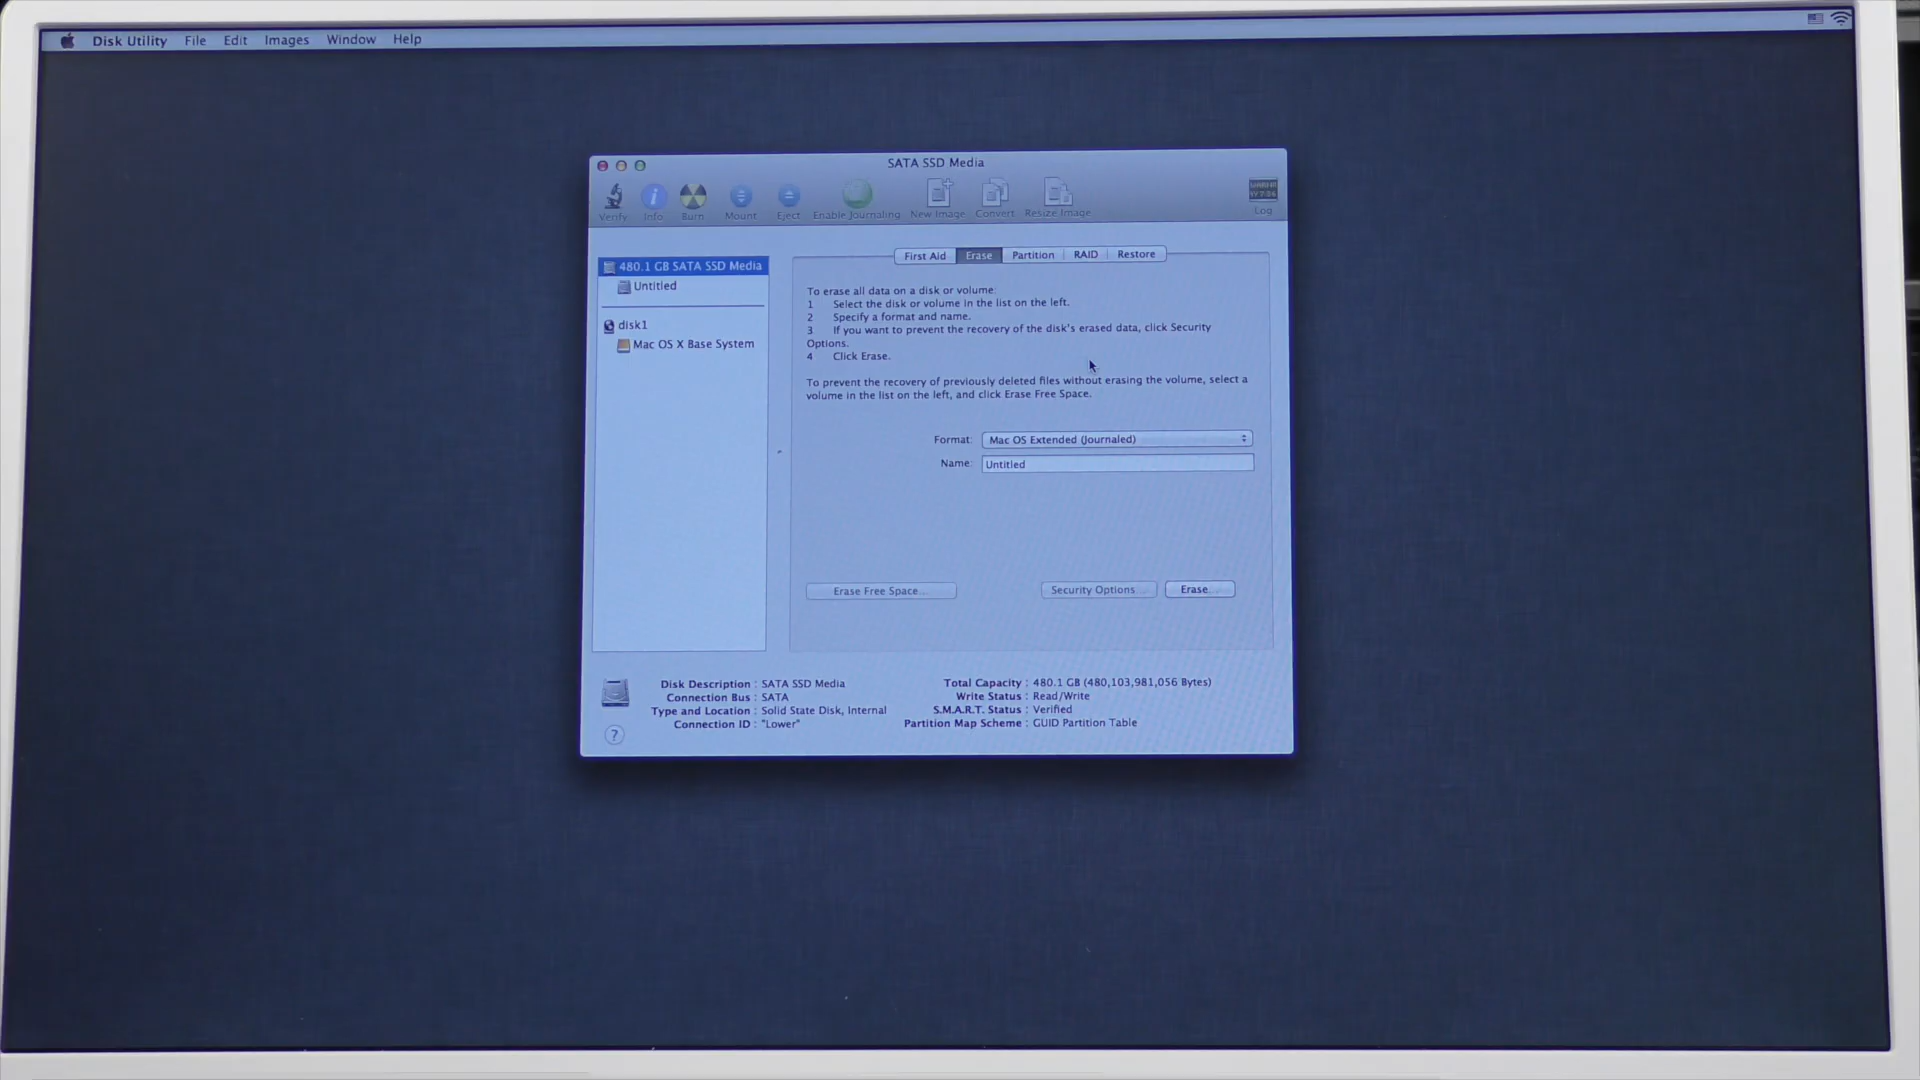 Disk Utility File Edit Images Window Help
SATA SSD Media
Verify Info Burn Mount Eject Enable Journaling New Image Convert Resize Image Log
480.1 GB SATA SSD Media
Untitled
disk1
Mac OS X Base System
First Aid Erase Partition RAID Restore
To erase all data on a disk or volume:
1 Select the disk or volume in the list on the left.
2 Specify a format and name.
3 If you want to prevent the recovery of the disk's erased data, click Security
Options.
4 Click Erase.
To prevent the recovery of previously deleted files without erasing the volume, select a
volume in the list on the left, and click Erase Free Space.
Format: Mac OS Extended (Journaled)
Name: Untitled
Erase Free Space... Security Options... Erase...
Disk Description : SATA SSD Media
Connection Bus : SATA
Type and Location : Solid State Disk, Internal
Connection ID : "Lower"
Total Capacity : 480.1 GB (480,103,981,056 Bytes)
Write Status : Read/Write
S.M.A.R.T. Status : Verified
Partition Map Scheme : GUID Partition Table
?